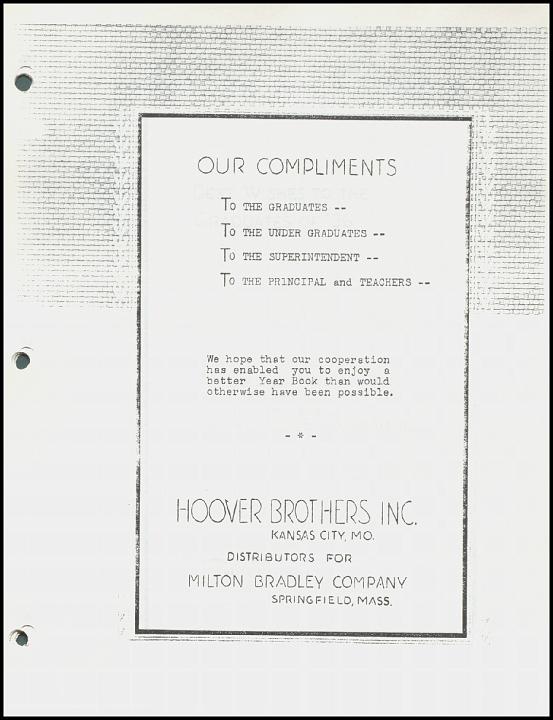 OUR COMPLIMENTS
To THE GRADUATES --
To THE UNDER GRADUATES --
To THE SUPERINTENDENT --
To THE PRINCIPAL and TEACHERS --
We hope that our cooperation
has enabled you to enjoy a
better Year Book than would
otherwise have been possible.
- * -
HOOVER BROTHERS INC.
KANSAS CITY, MO.
DISTRIBUTORS FOR
MILTON BRADLEY COMPANY
SPRINGFIELD, MASS.